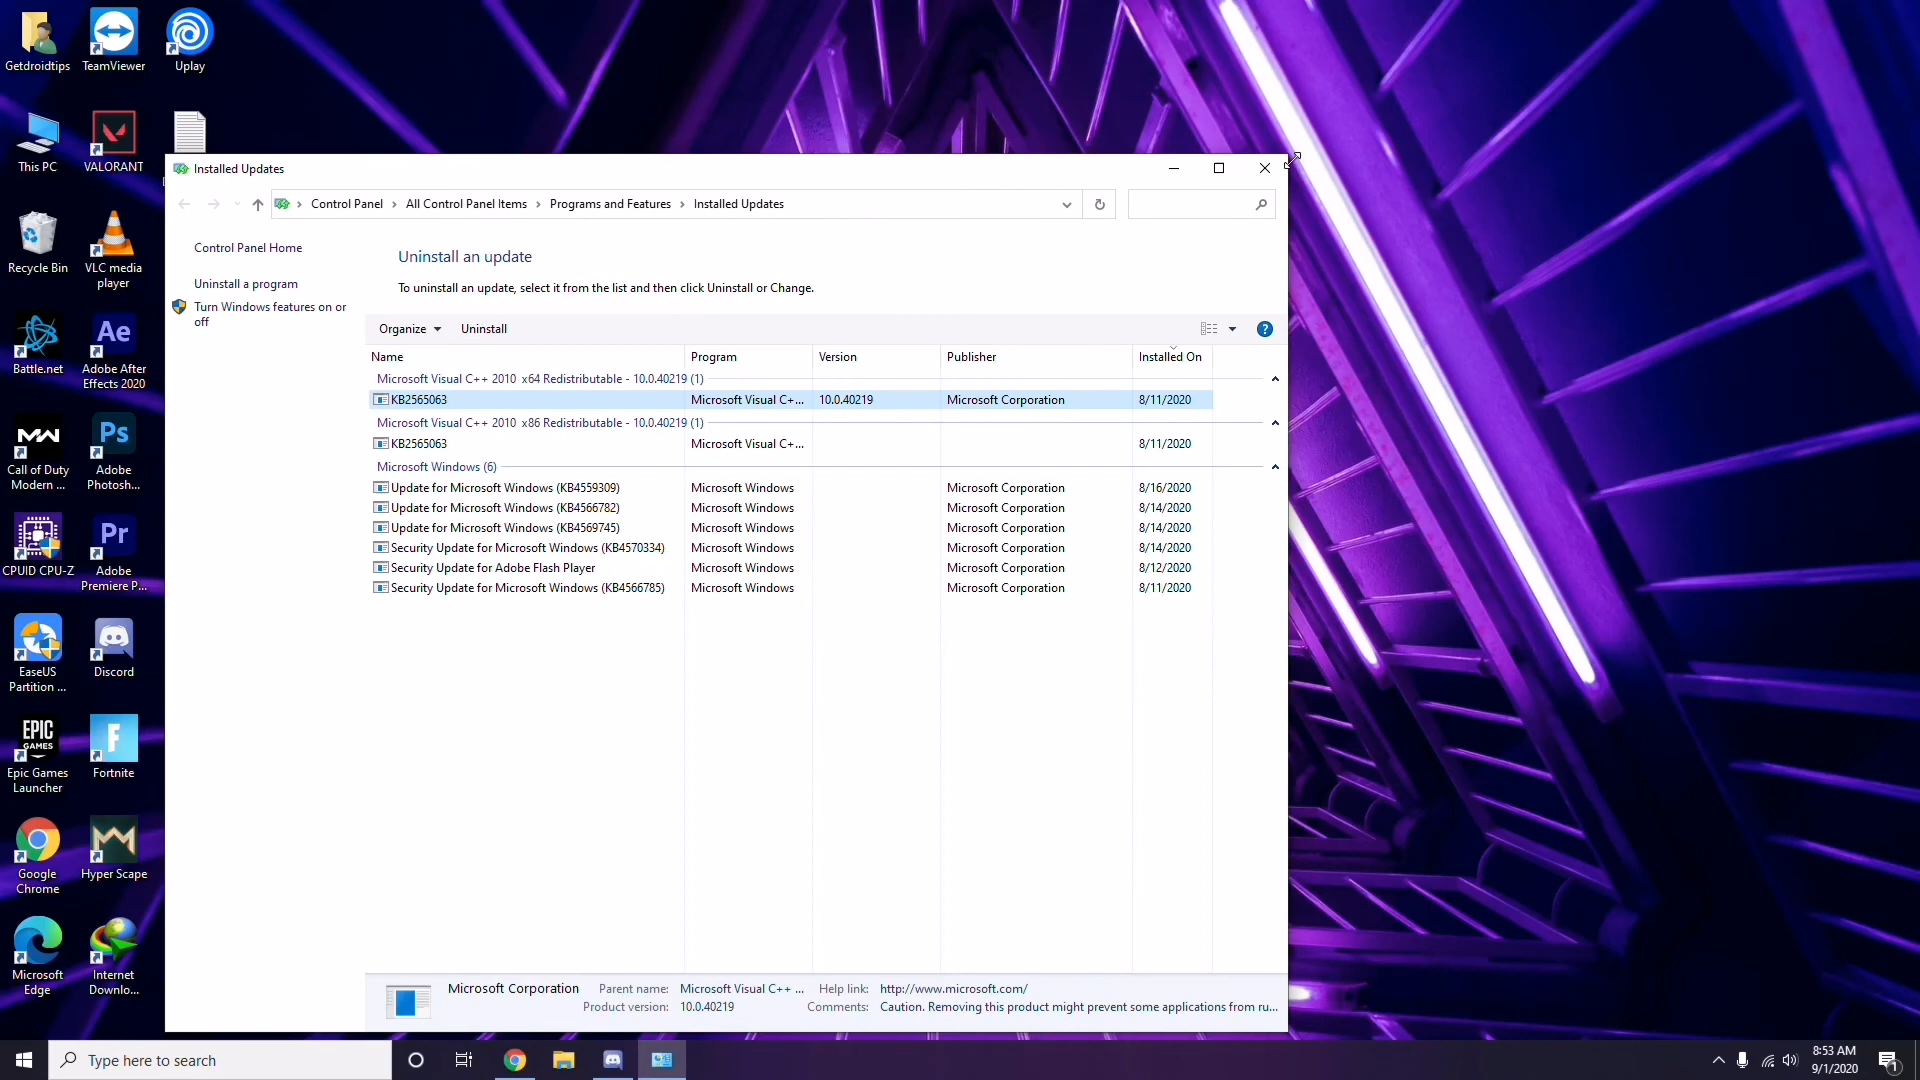 Getdroidtips
TeamViewer
Uplay
This PC
VALORANT
Recycle Bin
VLC media
player
Battle.net
Ae
Adobe After
Effects 2020
MW
Call of Duty
Modern ...
Ps
Adobe
Photosh...
CPUID CPU-Z
Pr
Adobe
Premiere P...
EaseUS
Partition ...
Discord
EPIC
GAMES
Epic Games
Launcher
F
Fortnite
Google
Chrome
Hyper Scape
Microsoft
Edge
Internet
Downlo...
Installed Updates
Control Panel > All Control Panel Items > Programs and Features > Installed Updates
Control Panel Home
Uninstall a program
Turn Windows features on or
off
Uninstall an update
To uninstall an update, select it from the list and then click Uninstall or Change.
Organize Uninstall
Name Program Version Publisher Installed On
Microsoft Visual C++ 2010 x64 Redistributable - 10.0.40219 (1)
KB2565063 Microsoft Visual C+... 10.0.40219 Microsoft Corporation 8/11/2020
Microsoft Visual C++ 2010 x86 Redistributable - 10.0.40219 (1)
KB2565063 Microsoft Visual C+... 8/11/2020
Microsoft Windows (6)
Update for Microsoft Windows (KB4559309) Microsoft Windows Microsoft Corporation 8/16/2020
Update for Microsoft Windows (KB4566782) Microsoft Windows Microsoft Corporation 8/14/2020
Update for Microsoft Windows (KB4569745) Microsoft Windows Microsoft Corporation 8/14/2020
Security Update for Microsoft Windows (KB4570334) Microsoft Windows Microsoft Corporation 8/14/2020
Security Update for Adobe Flash Player Microsoft Windows Microsoft Corporation 8/12/2020
Security Update for Microsoft Windows (KB4566785) Microsoft Windows Microsoft Corporation 8/11/2020
Microsoft Corporation Parent name: Microsoft Visual C++ ... Help link: http://www.microsoft.com/
Product version: 10.0.40219 Comments: Caution. Removing this product might prevent some applications from ru...
Type here to search
8:53 AM
9/1/2020
1